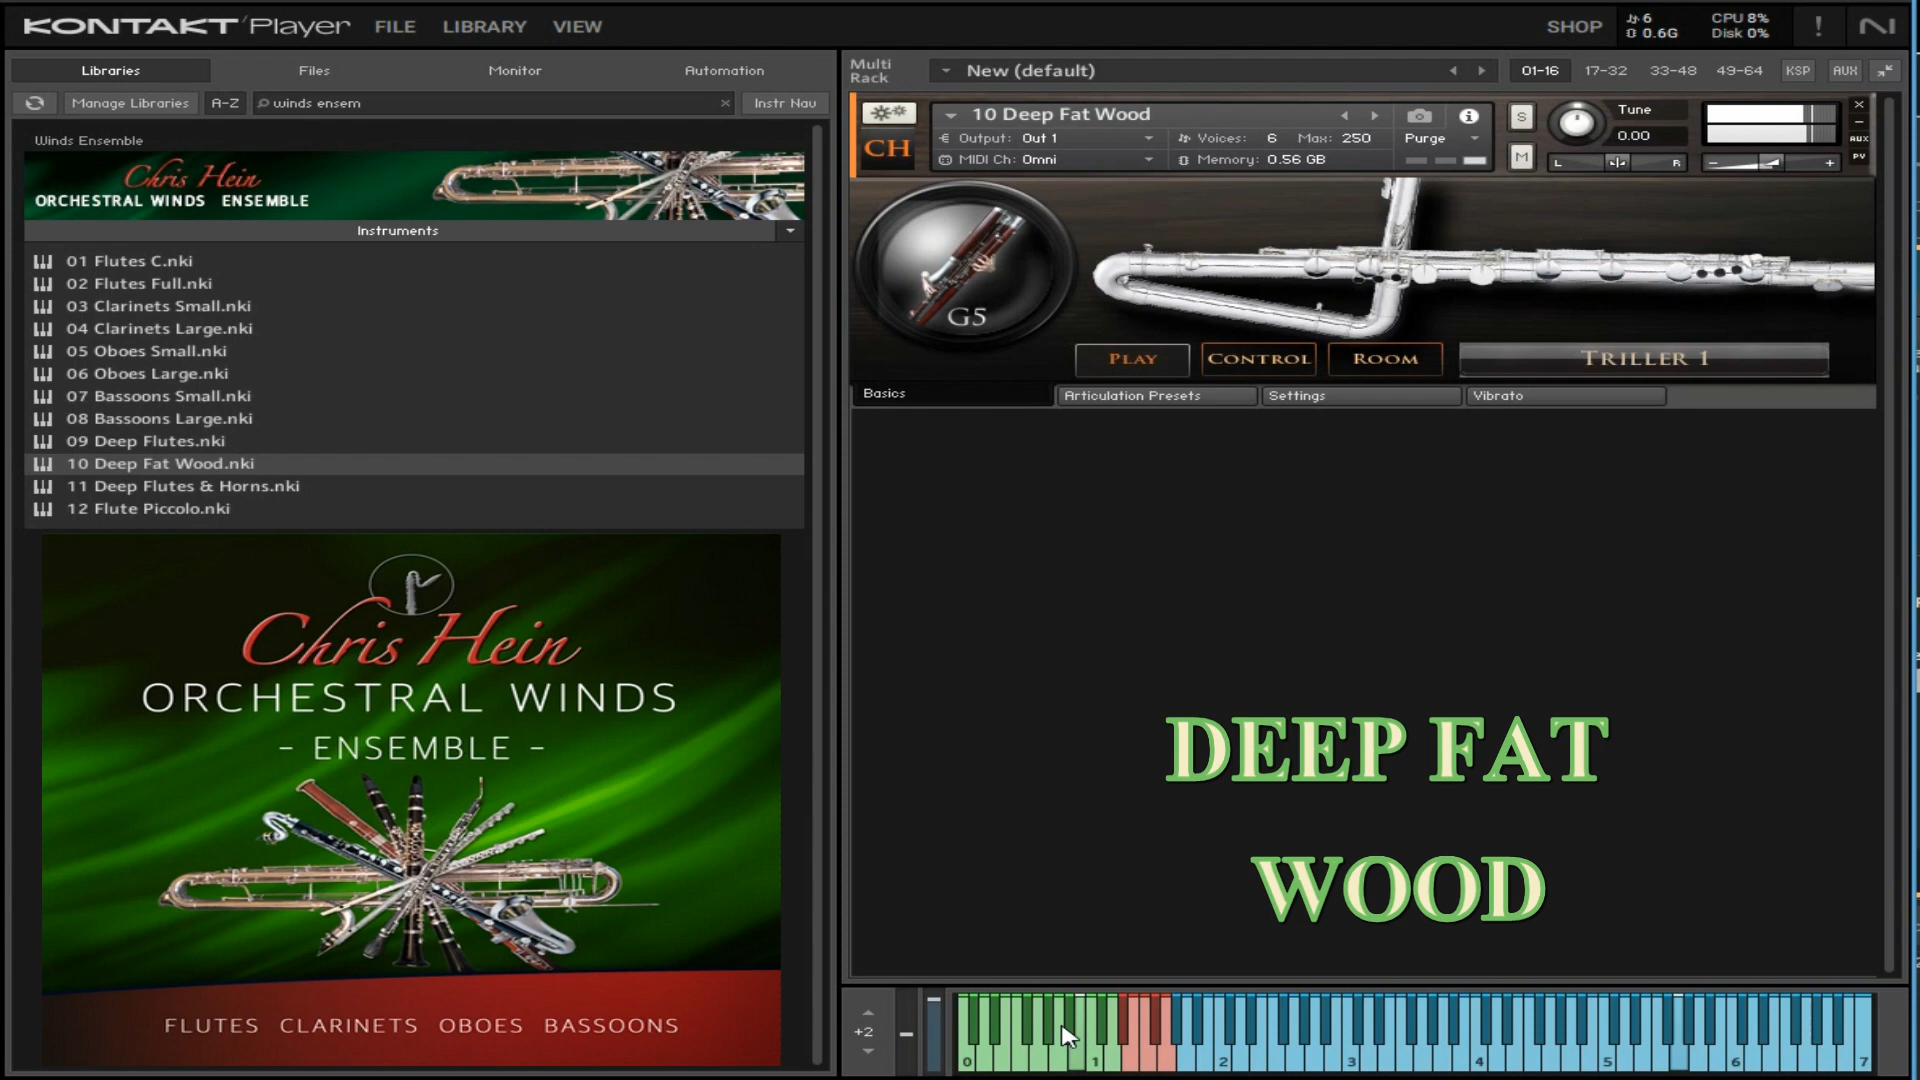 KONTAKT Player FILE LIBRARY VIEW
SHOP 6 0.6G CPU 8% Disk 0% !
Libraries Files Monitor Automation
Manage Libraries A-Z winds ensem × Instr Nav
Winds Ensemble
Chris Hein
ORCHESTRAL WINDS ENSEMBLE
Instruments
01 Flutes C.nki
02 Flutes Full.nki
03 Clarinets Small.nki
04 Clarinets Large.nki
05 Oboes Small.nki
06 Oboes Large.nki
07 Bassoons Small.nki
08 Bassoons Large.nki
09 Deep Flutes.nki
10 Deep Fat Wood.nki
11 Deep Flutes & Horns.nki
12 Flute Piccolo.nki
Chris Hein
ORCHESTRAL WINDS
- ENSEMBLE -
FLUTES CLARINETS OBOES BASSOONS
Multi Rack
New (default) 01-16 17-32 33-48 49-64 KSP AUX
CH
10 Deep Fat Wood
Output: Out 1 Voices: 6 Max: 250 Purge
MIDI Ch: Omni Memory: 0.56 GB
S
M
Tune
0.00
L R
- +
×
AUX
PV
G5
PLAY CONTROL ROOM TRILLER 1
Basics Articulation Presets Settings Vibrato
DEEP FAT
WOOD
+2
0 1 2 3 4 5 6 7